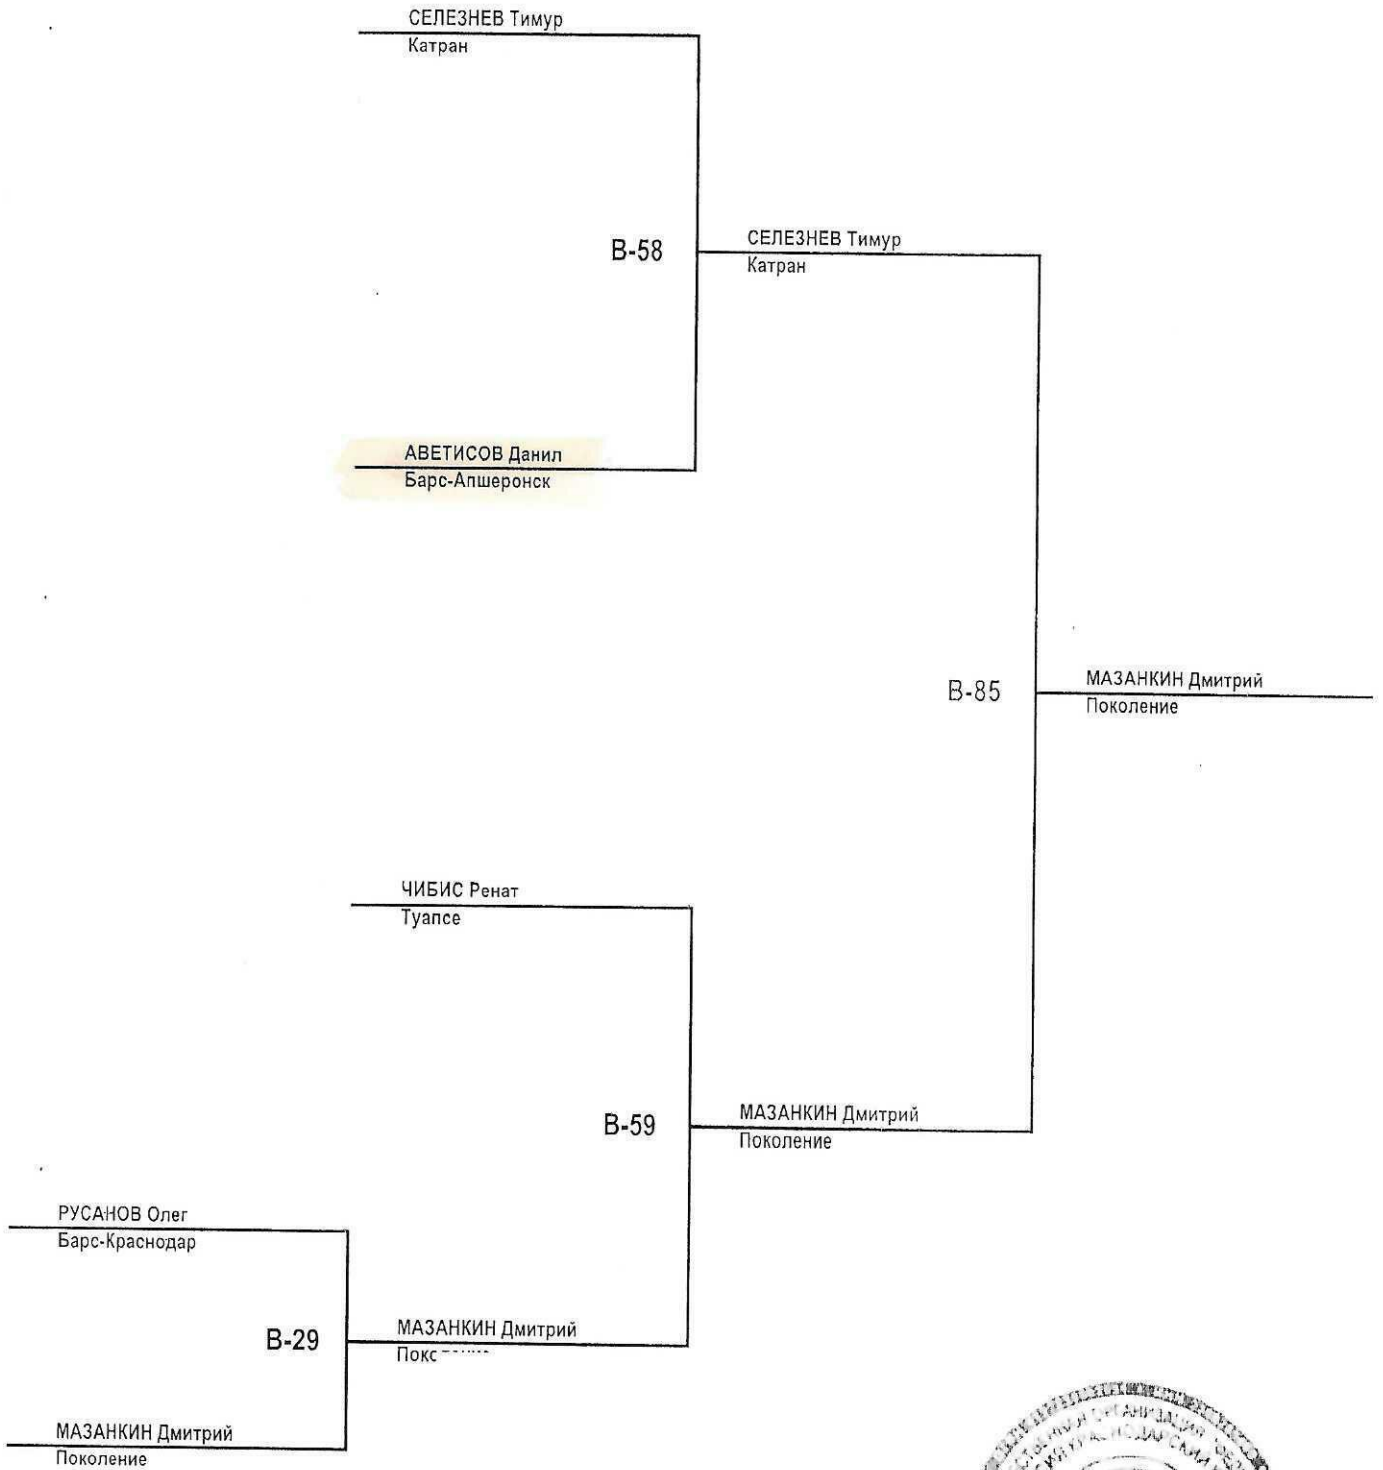 СЕЛЕЗНЕВ Тимур
Катран
B-58
СЕЛЕЗНЕВ Тимур
Катран
АВЕТИСОВ Данил
Барс-Апшеронск
B-85
МАЗАНКИН Дмитрий
Поколение
ЧИБИС Ренат
Туапсе
B-59
МАЗАНКИН Дмитрий
Поколение
РУСАНОВ Олег
Барс-Краснодар
B-29
МАЗАНКИН Дмитрий
МАЗАНКИН Дмитрий
Поколение
ОРГАНИЗАЦИЯ